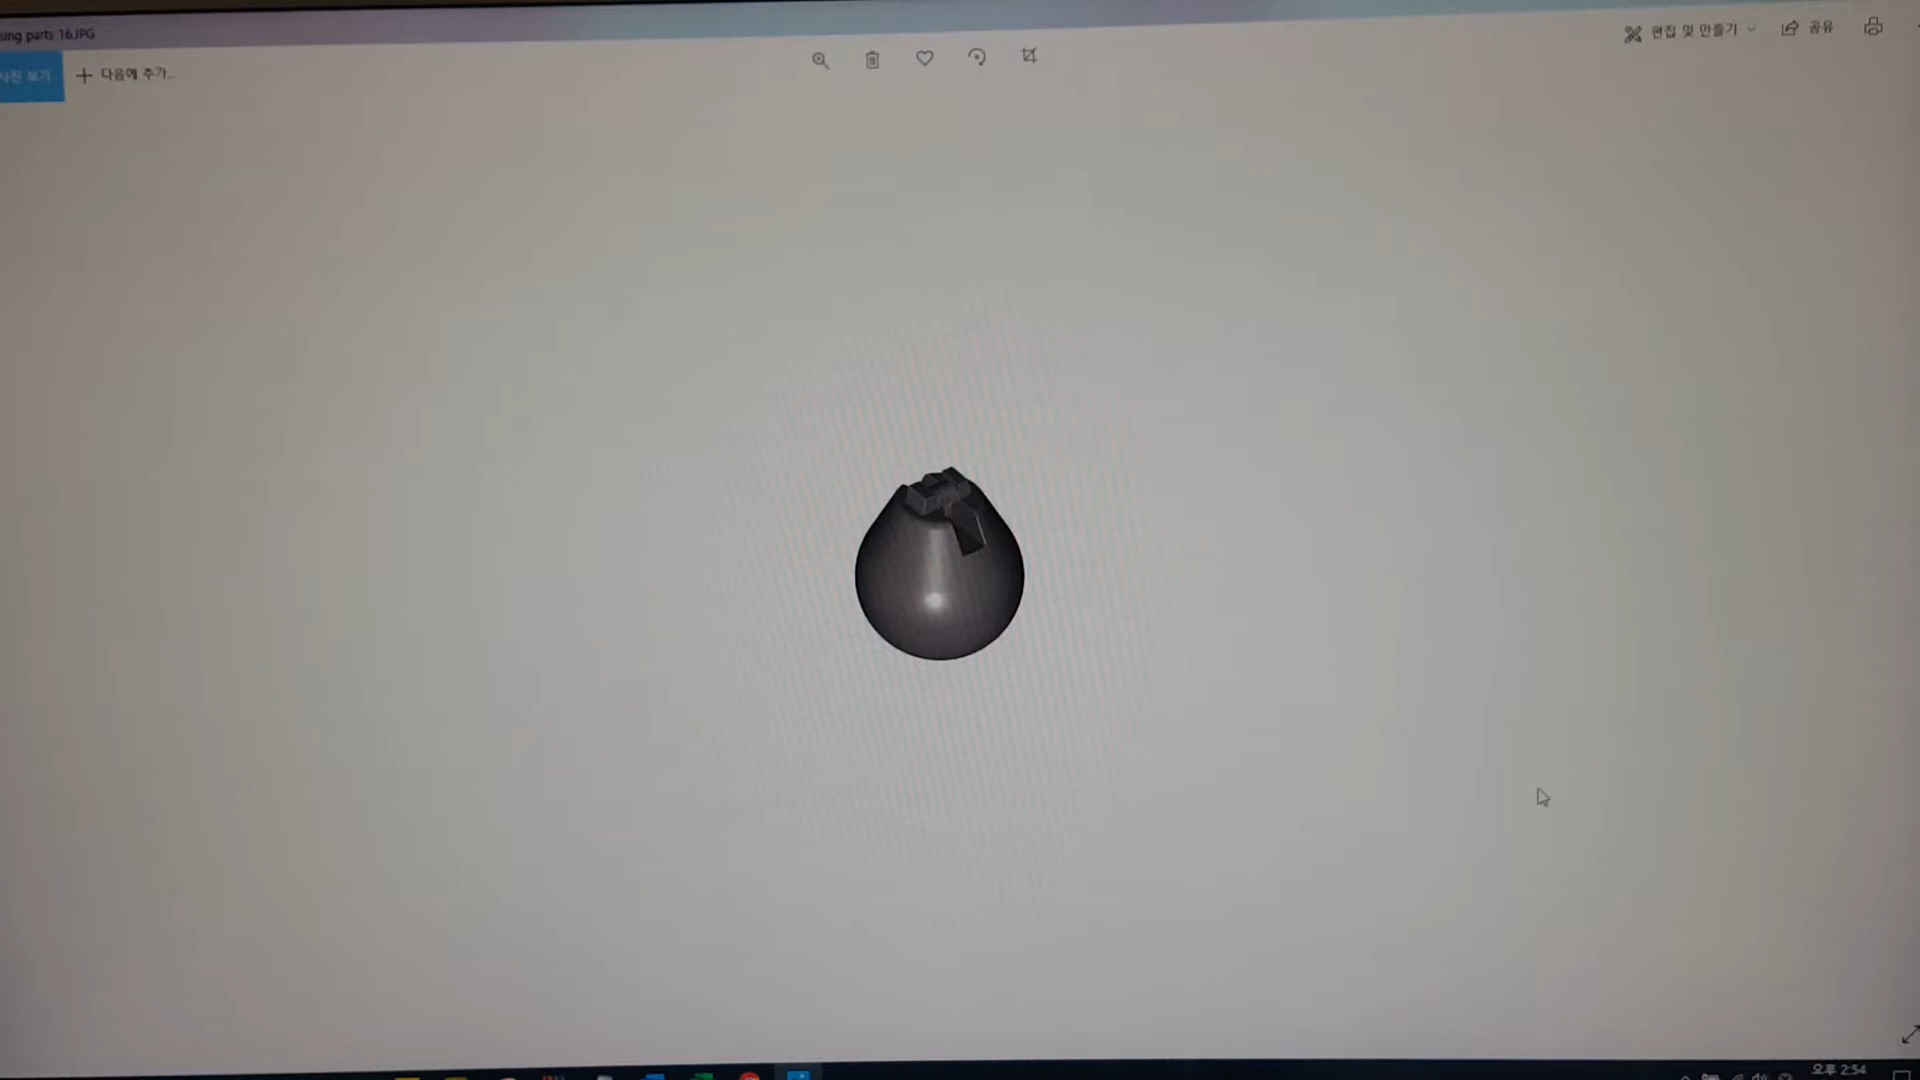 sing parts 16.JPG
편집 및 만들기
공유
사진 보기
+ 다음에 추가...
오후 2:54